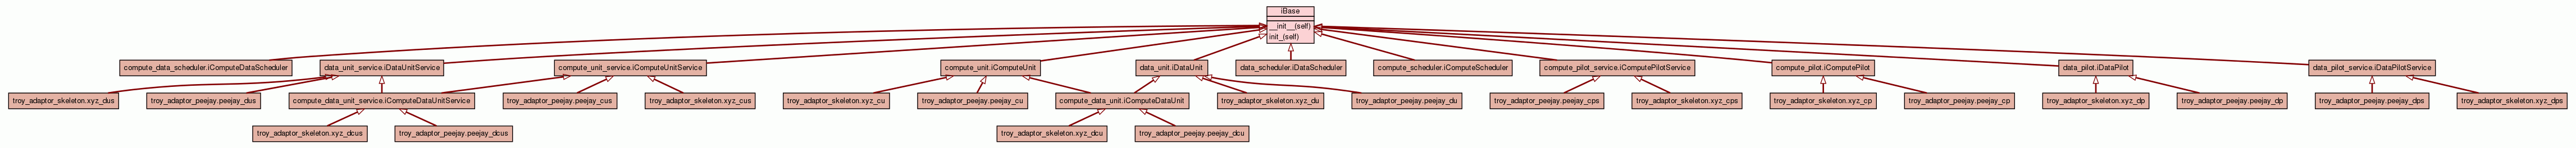 iBase
__init__(self)
init_(self)
compute_data_scheduler.iComputeDataScheduler
data_unit_service.iDataUnitService
compute_unit_service.iComputeUnitService
compute_unit.iComputeUnit
data_unit.iDataUnit
data_scheduler.iDataScheduler
compute_scheduler.iComputeScheduler
compute_pilot_service.iComputePilotService
compute_pilot.iComputePilot
data_pilot.iDataPilot
data_pilot_service.iDataPilotService
troy_adaptor_skeleton.xyz_dus
troy_adaptor_peejay.peejay_dus
compute_data_unit_service.iComputeDataUnitService
troy_adaptor_peejay.peejay_cus
troy_adaptor_skeleton.xyz_cus
troy_adaptor_skeleton.xyz_cu
troy_adaptor_peejay.peejay_cu
compute_data_unit.iComputeDataUnit
troy_adaptor_skeleton.xyz_du
troy_adaptor_peejay.peejay_du
troy_adaptor_peejay.peejay_cps
troy_adaptor_skeleton.xyz_cps
troy_adaptor_skeleton.xyz_cp
troy_adaptor_peejay.peejay_cp
troy_adaptor_skeleton.xyz_dp
troy_adaptor_peejay.peejay_dp
troy_adaptor_peejay.peejay_dps
troy_adaptor_skeleton.xyz_dps
troy_adaptor_skeleton.xyz_dcus
troy_adaptor_peejay.peejay_dcus
troy_adaptor_skeleton.xyz_dcu
troy_adaptor_peejay.peejay_dcu